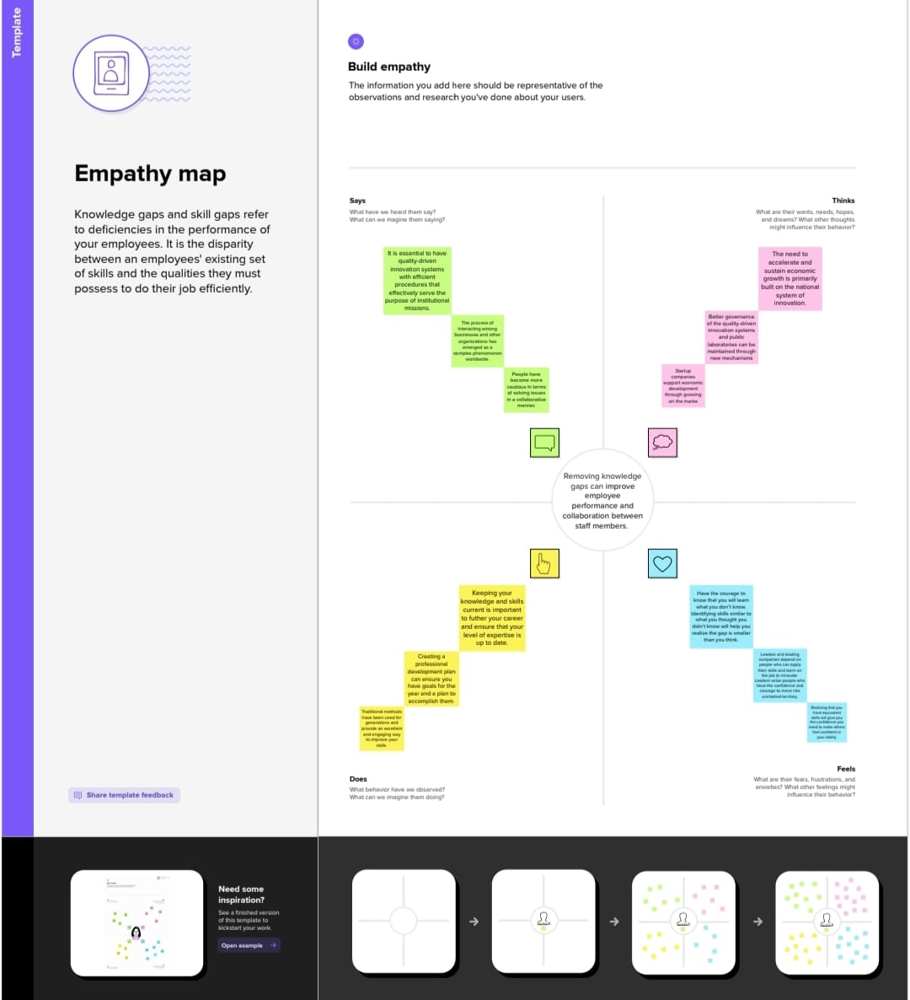 Template
Empathy map
Knowledge gaps and skill gaps refer
to deficiencies in the performance of
your employees. It is the disparity
between an employees' existing set
of skills and the qualities they must
possess to do their job efficiently.
Share template feedback
Build empathy
The information you add here should be representative of the
observations and research you've done about your users.
Says
What have we heard them say?
What can we magine them saying?
Thinks
What are their wants, needs, hopes,
and dreams? What other thoughts
might influence their behavior?
It is essential to have
quality-driven
innovation systems
with efficient
procedures that
effectively serve the
purpose of institutional
missions.
The process of
interacting among
businesses and other
organizations has
emerged as a
complex phenomenon
worldwide.
People have
become more
cautious in terms
of solving issues
in a collaborative
manner.
The need to
accelerate and
sustain economic
growth is primarily
built on the national
system of
innovation.
Better governance
of the quality-driven
innovation systems
and public
laboratories can be
maintained through
new mechanisms
Startup
companies
support economic
development
through growing
on the marke
Removing knowledge
gaps can improve
employee
performance and
collaboration between
staff members.
Keeping your
knowledge and skills
current is important
to futher your career
and ensure that your
level of expertise is
up to date.
Creating a
professional
development plan
can ensure you
have goals for the
year and a plan to
accomplish them.
Traditional methods
have been used for
generations and
provide an excellent
and engaging way
to improve your
skills.
Have the courage to
know that you will learn
what you don't know.
Identifying skills similar to
what you thought you
didn't know will help you
realize the gap is smaller
than you think.
Leaders and leading
companies depend on
people who can apply
their skills and learn on
the job to innovate.
Leaders value people who
have the confidence and
courage to move into
uncharted territory.
Realizing that you
have equivalent
skills will give you
the confidence you
need to make others
feel confident in
your ability.
Does
What behavior have we observed?
What can we imagine them doing?
Feels
What are their fears, frustrations, and
anxieties? What other feelings might
influence their behavior?
Need some
inspiration?
See a finished version
of this template to
kickstart your work.
Open example